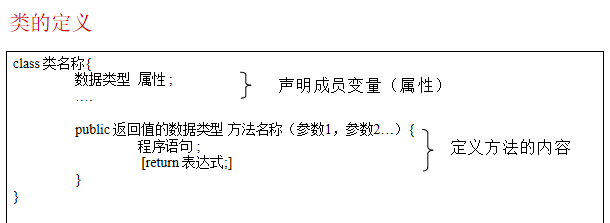 类的定义
class 类名称{
数据类型 属性 ;
….
声明成员变量（属性）
public 返回值的数据类型 方法名称（参数1，参数2…）{
程序语句 ;
[return 表达式;]
}
定义方法的内容
}